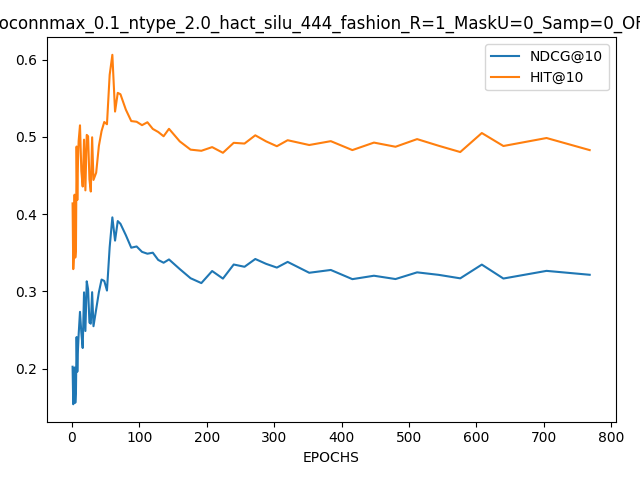 oconnmax_0.1_ntype_2.0_hact_silu_444_fashion_R=1_MaskU=0_Samp=0_OF
NDCG@10
HIT@10
0.6
0.5
0.4
0.3
0.2
0 100 200 300 400 500 600 700 800
EPOCHS